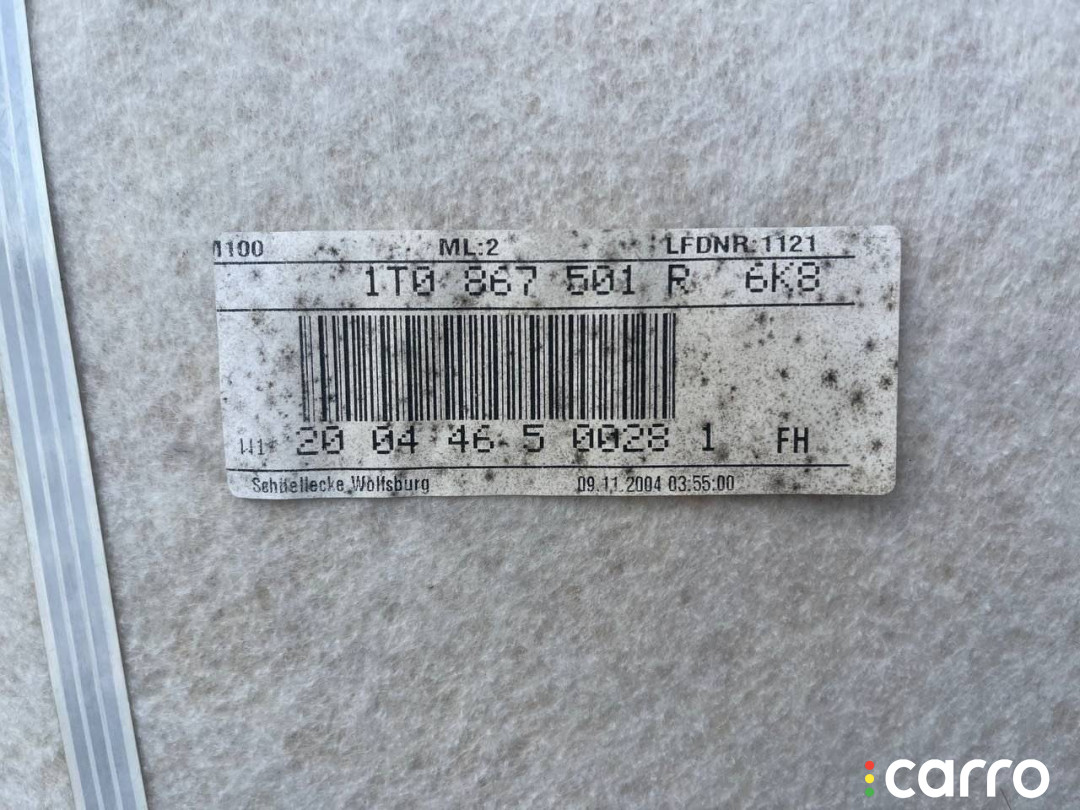 M100 ML:2 LFDNR:1121
1T0 867 501 R 6K8
W1 20 04 46 5 0028 1 FH
Schnellecke Wolfsburg 09.11.2004 03:55:00
carro